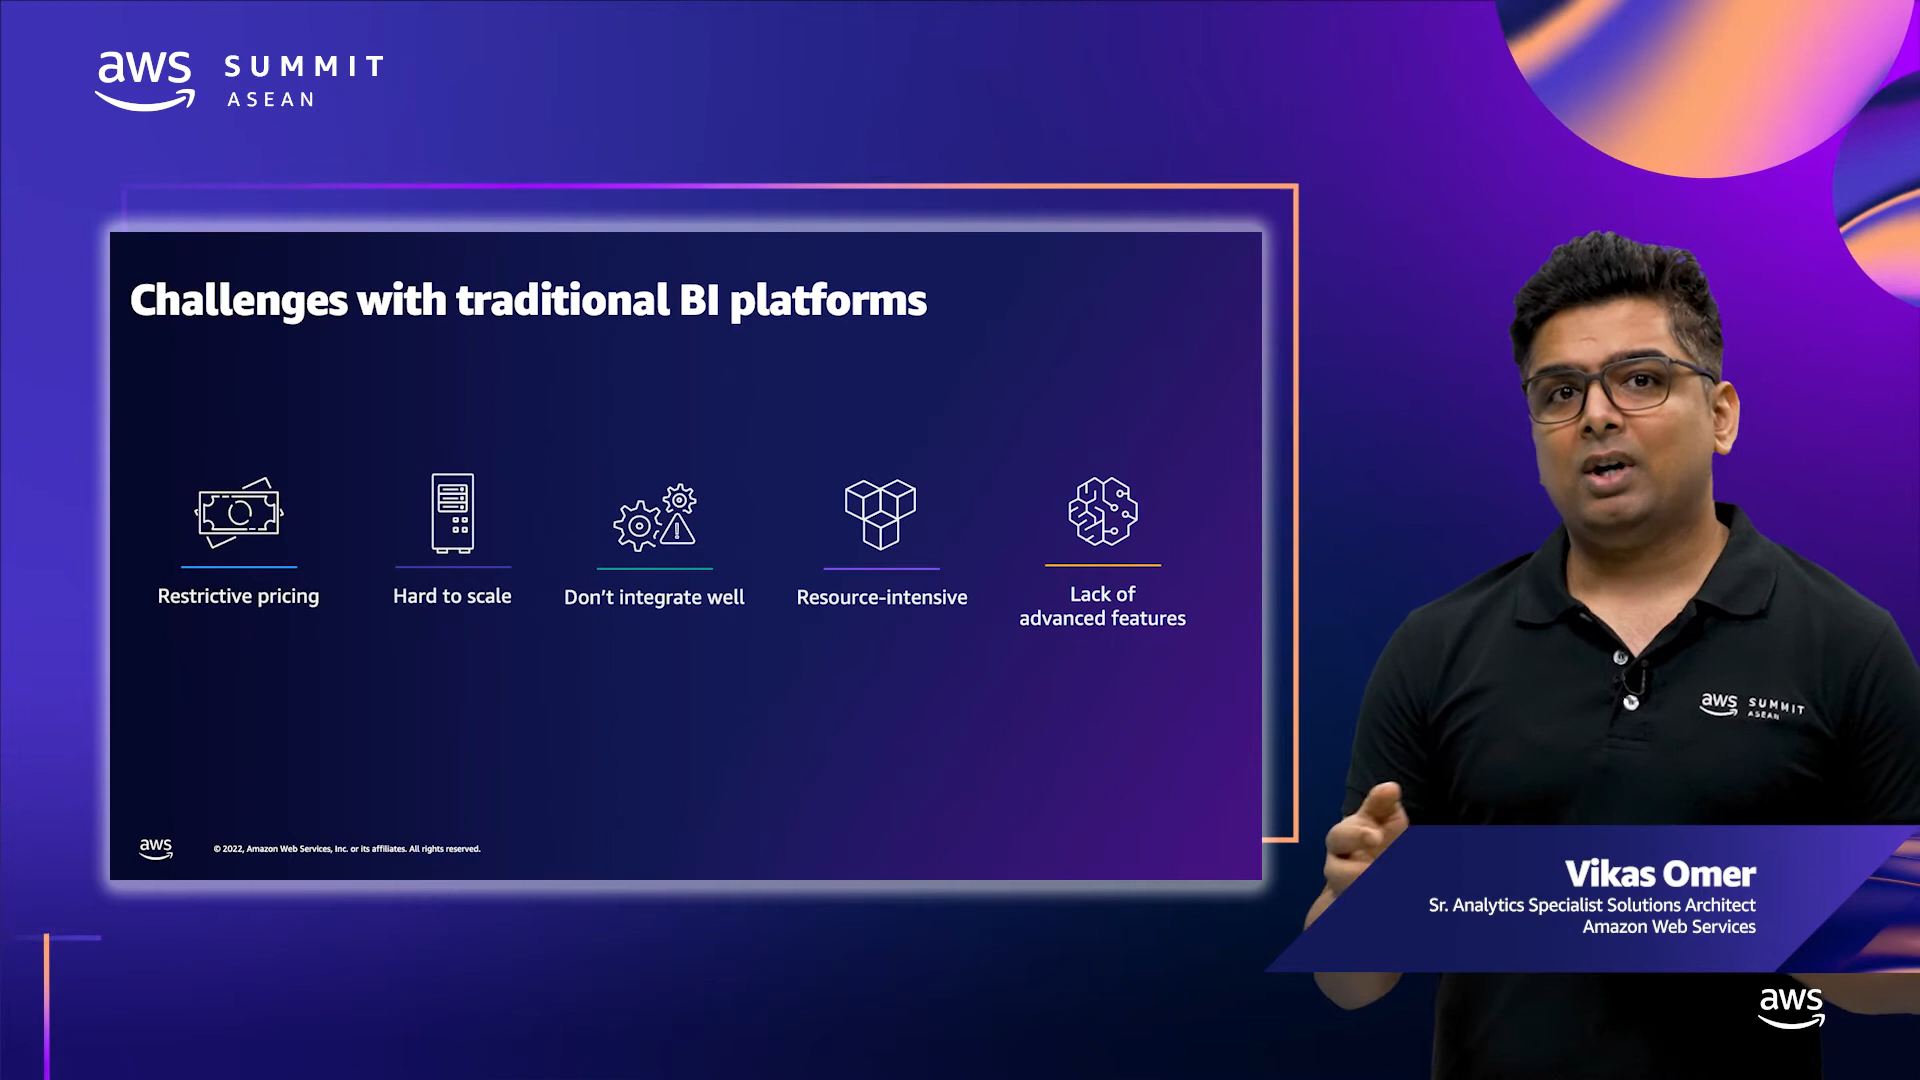 aws SUMMIT
ASEAN
Challenges with traditional BI platforms
Restrictive pricing
Hard to scale
Don't integrate well
Resource-intensive
Lack of
advanced features
aws
© 2022, Amazon Web Services, Inc. or its affiliates. All rights reserved.
aws SUMMIT
ASEAN
Vikas Omer
Sr. Analytics Specialist Solutions Architect
Amazon Web Services
aws